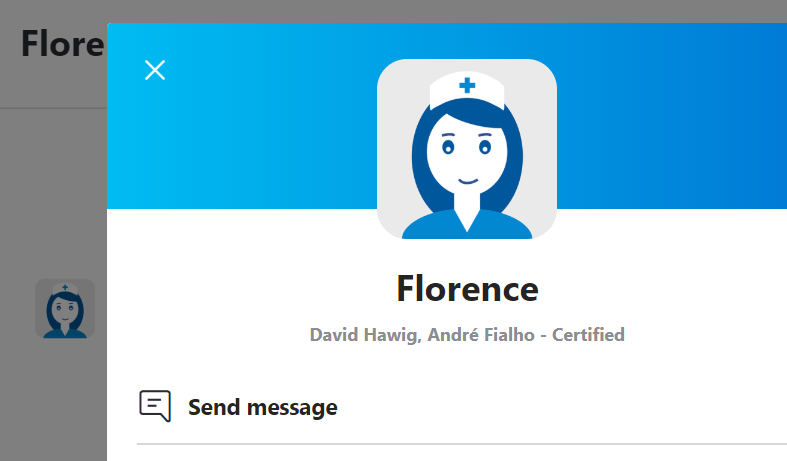 Flore
Florence
David Hawig, André Fialho - Certified
Send message